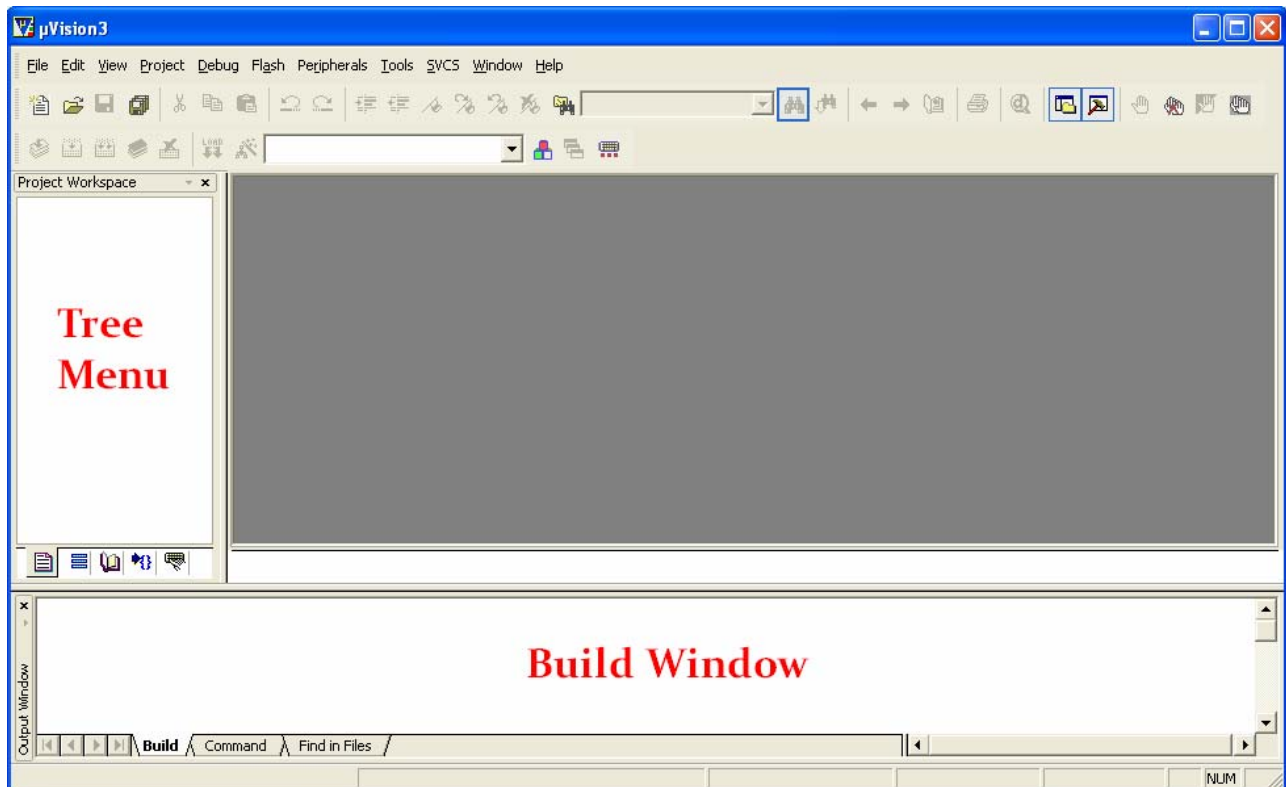 µVision3
File Edit View Project Debug Flash Peripherals Tools SVCS Window Help
LOAD
Project Workspace
Tree
Menu
Output Window
Build Window
Build Command Find in Files
NUM